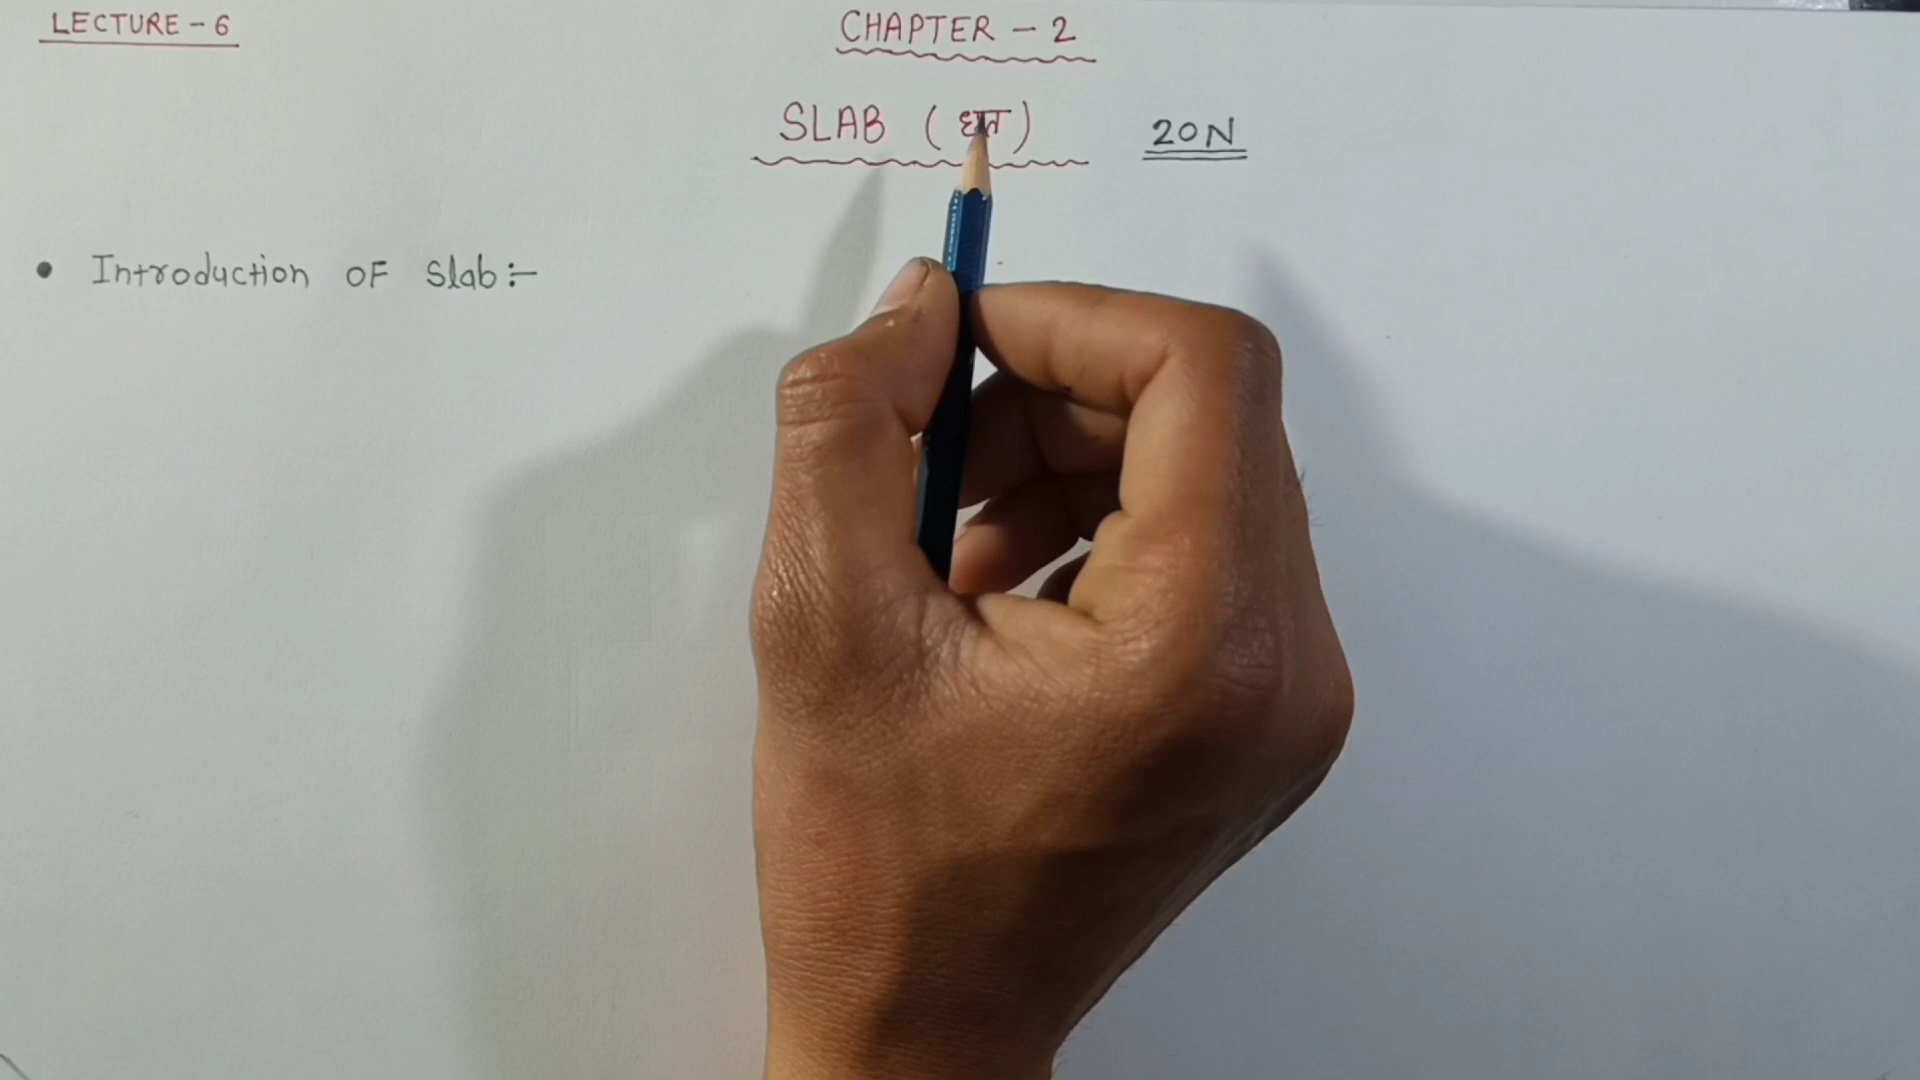 LECTURE - 6
CHAPTER - 2
SLAB (छत) 20N
• Introduction OF Slab :-